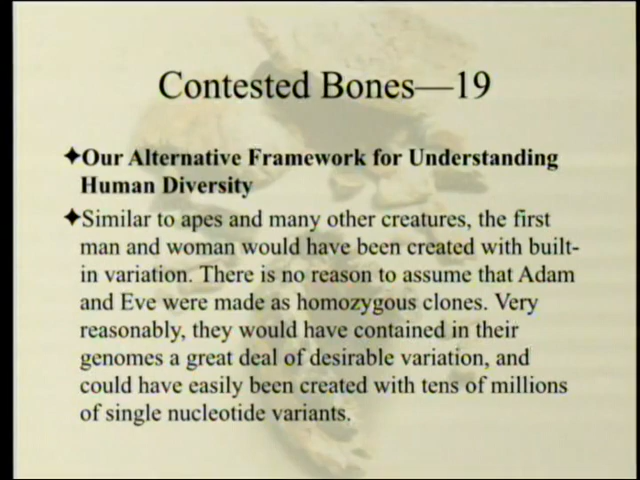 Contested Bones—19
✦Our Alternative Framework for Understanding
Human Diversity
✦Similar to apes and many other creatures, the first
man and woman would have been created with built-
in variation. There is no reason to assume that Adam
and Eve were made as homozygous clones. Very
reasonably, they would have contained in their
genomes a great deal of desirable variation, and
could have easily been created with tens of millions
of single nucleotide variants.